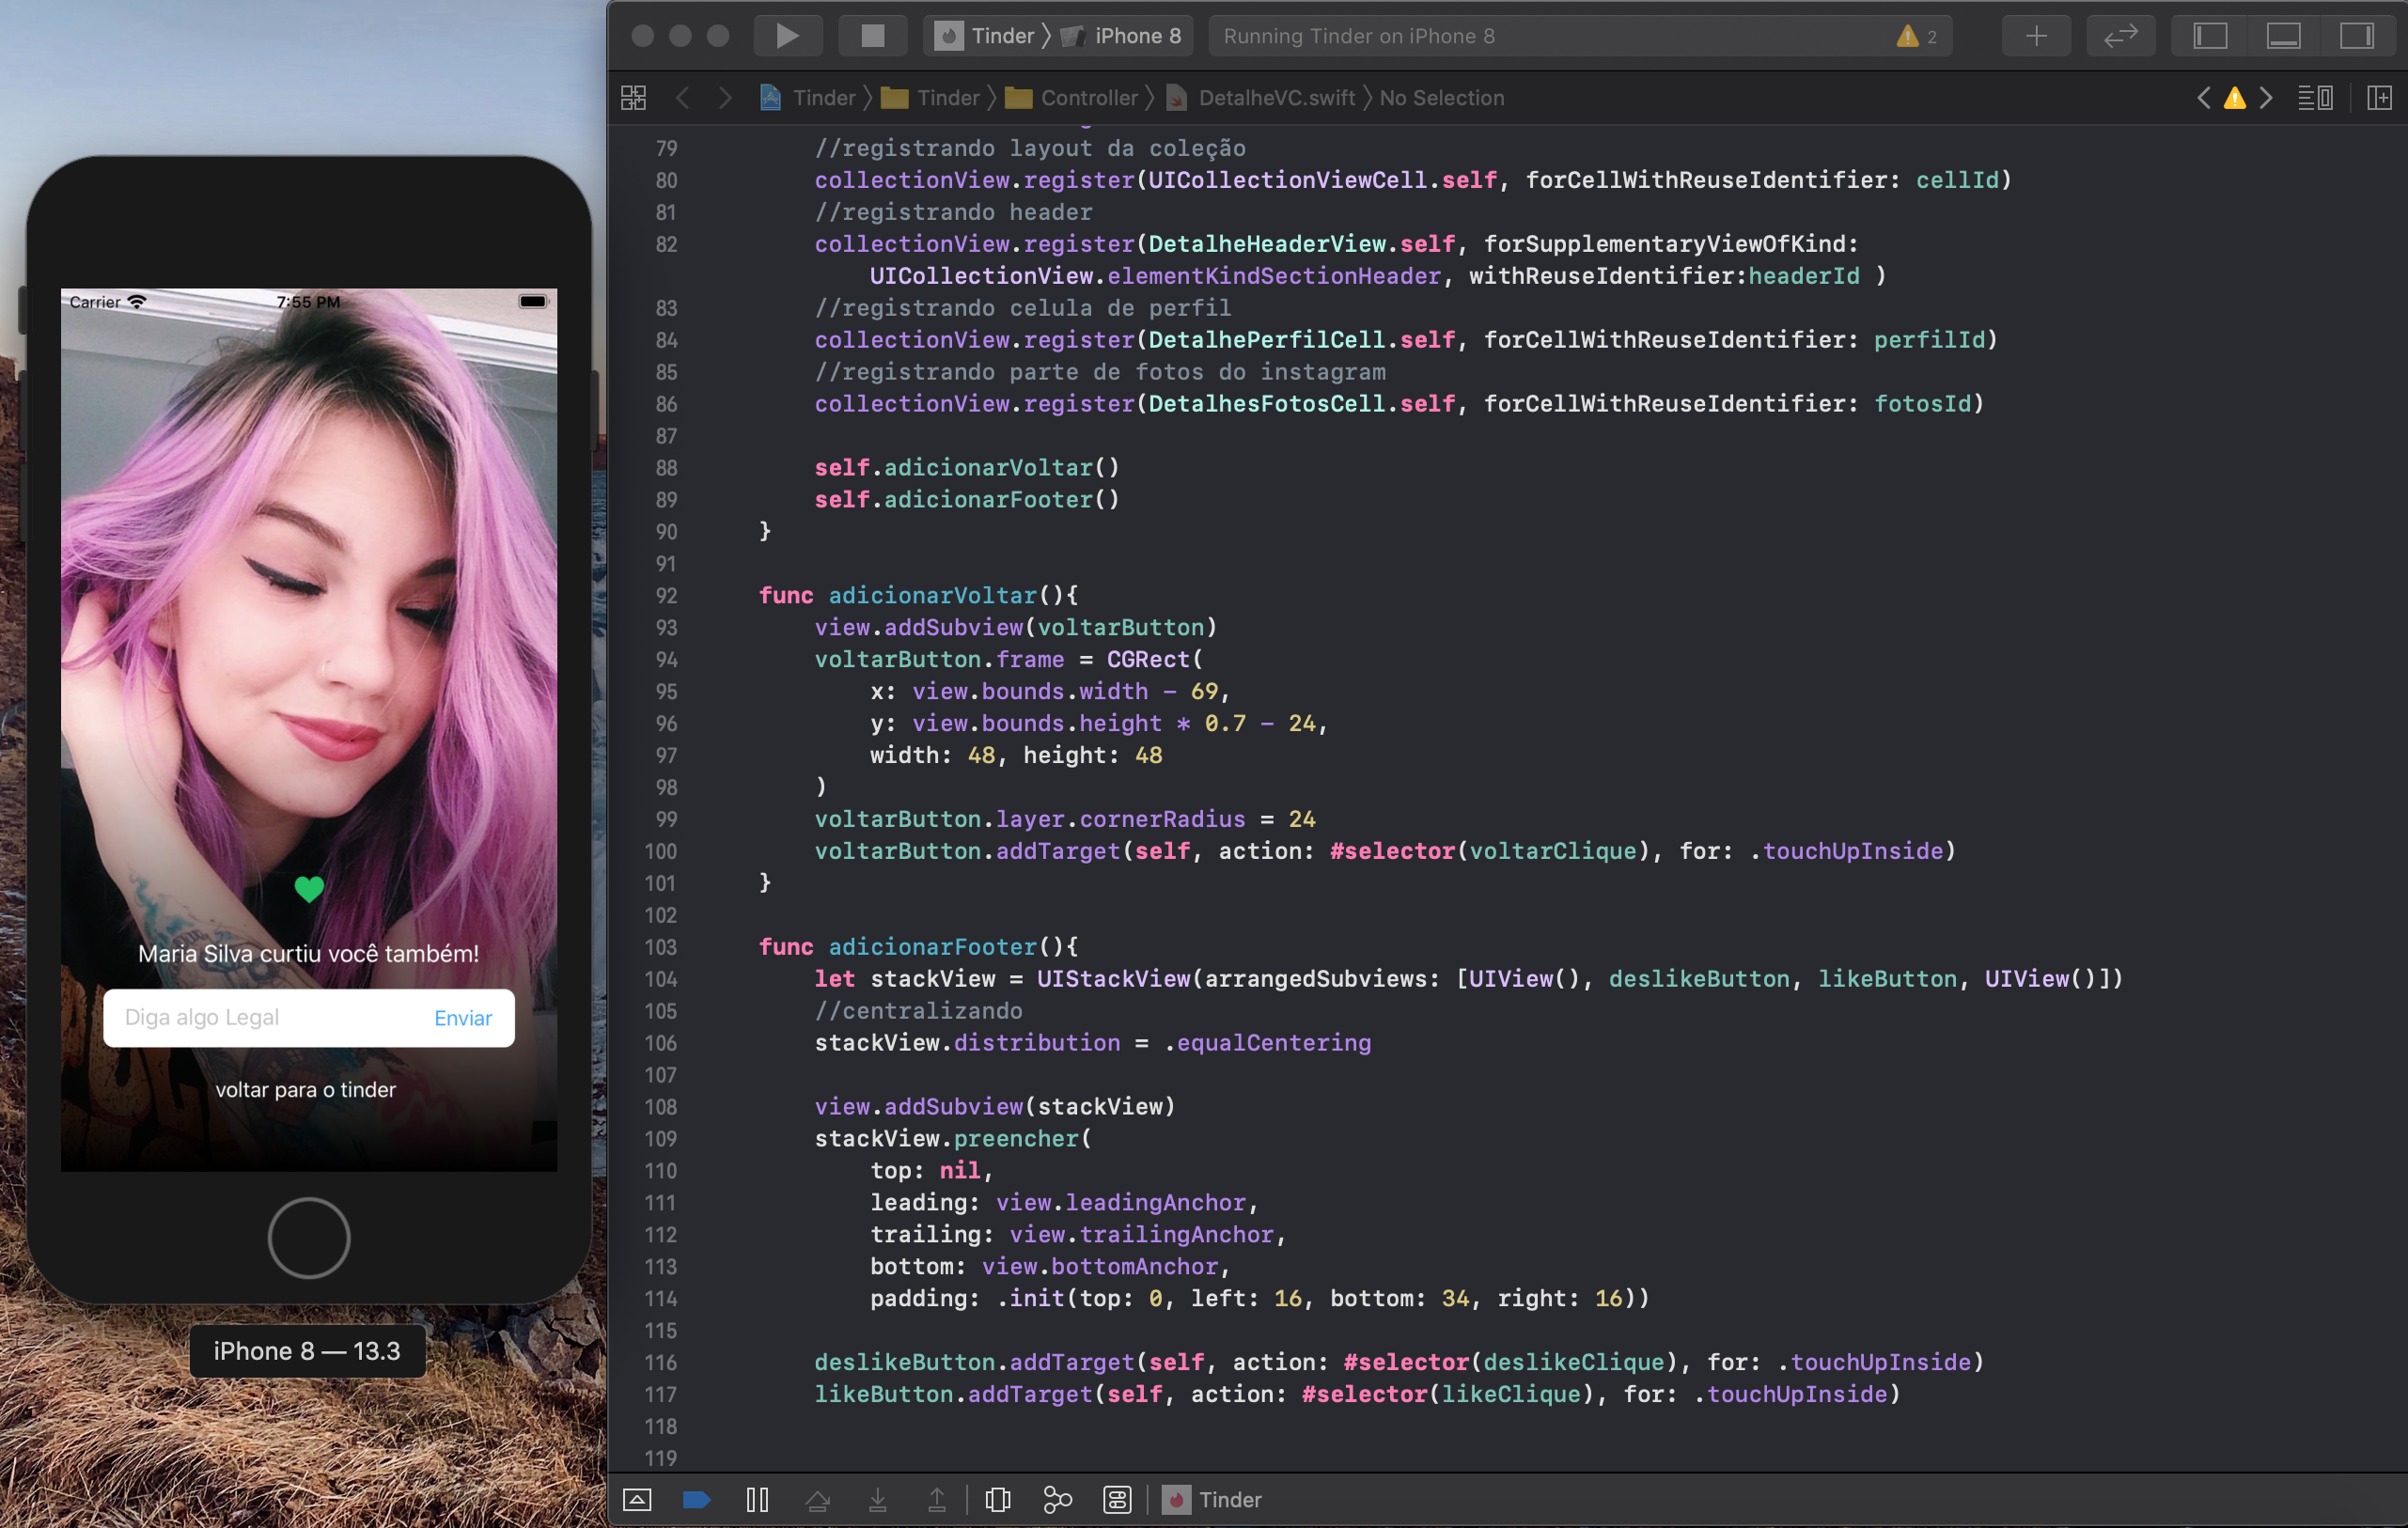 Carrier 7:55 PM
Maria Silva curtiu você também!
Diga algo Legal Enviar
voltar para o tinder
iPhone 8 — 13.3
Tinder iPhone 8 Running Tinder on iPhone 8 2
Tinder Tinder Controller DetalheVC.swift No Selection
79 //registrando layout da coleção
80 collectionView.register(UICollectionViewCell.self, forCellWithReuseIdentifier: cellId)
81 //registrando header
82 collectionView.register(DetalheHeaderView.self, forSupplementaryViewOfKind:
UICollectionView.elementKindSectionHeader, withReuseIdentifier:headerId )
83 //registrando celula de perfil
84 collectionView.register(DetalhePerfilCell.self, forCellWithReuseIdentifier: perfilId)
85 //registrando parte de fotos do instagram
86 collectionView.register(DetalhesFotosCell.self, forCellWithReuseIdentifier: fotosId)
87
88 self.adicionarVoltar()
89 self.adicionarFooter()
90 }
91
92 func adicionarVoltar(){
93 view.addSubview(voltarButton)
94 voltarButton.frame = CGRect(
95 x: view.bounds.width - 69,
96 y: view.bounds.height * 0.7 - 24,
97 width: 48, height: 48
98 )
99 voltarButton.layer.cornerRadius = 24
100 voltarButton.addTarget(self, action: #selector(voltarClique), for: .touchUpInside)
101 }
102
103 func adicionarFooter(){
104 let stackView = UIStackView(arrangedSubviews: [UIView(), deslikeButton, likeButton, UIView()])
105 //centralizando
106 stackView.distribution = .equalCentering
107
108 view.addSubview(stackView)
109 stackView.preencher(
110 top: nil,
111 leading: view.leadingAnchor,
112 trailing: view.trailingAnchor,
113 bottom: view.bottomAnchor,
114 padding: .init(top: 0, left: 16, bottom: 34, right: 16))
115
116 deslikeButton.addTarget(self, action: #selector(deslikeClique), for: .touchUpInside)
117 likeButton.addTarget(self, action: #selector(likeClique), for: .touchUpInside)
118
119
Tinder